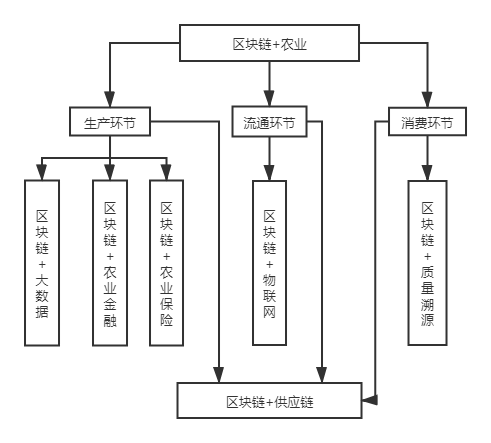 区块链+农业
生产环节
流通环节
消费环节
区块链+大数据
区块链+农业金融
区块链+农业保险
区块链+物联网
区块链+质量溯源
区块链+供应链